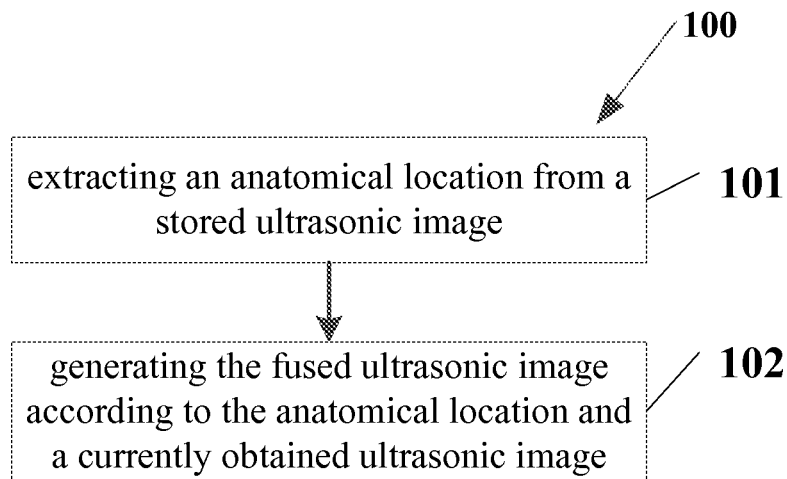 100
extracting an anatomical location from a
stored ultrasonic image
101
generating the fused ultrasonic image
according to the anatomical location and
a currently obtained ultrasonic image
102